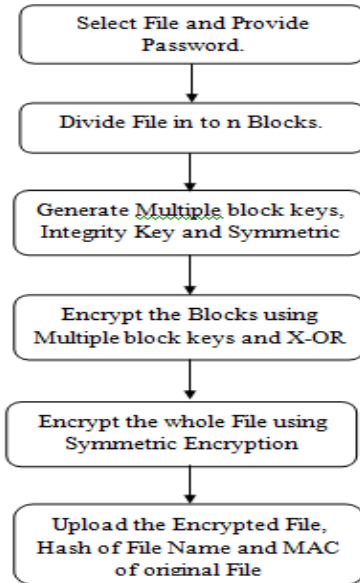 Select File and Provide
Password.
Divide File in to n Blocks.
Generate Multiple block keys,
Integrity Key and Symmetric
Encrypt the Blocks using
Multiple block keys and X-OR
Encrypt the whole File using
Symmetric Encryption
Upload the Encrypted File,
Hash of File Name and MAC
of original File